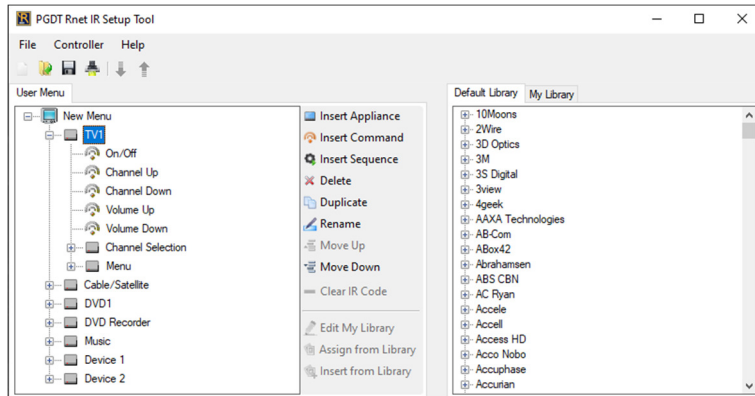 PGDT Rnet IR Setup Tool
File Controller Help
User Menu
New Menu
TV1
On/Off
Channel Up
Channel Down
Volume Up
Volume Down
Channel Selection
Menu
Cable/Satellite
DVD1
DVD Recorder
Music
Device 1
Device 2
Insert Appliance
Insert Command
Insert Sequence
Delete
Duplicate
Rename
Move Up
Move Down
Clear IR Code
Edit My Library
Assign from Library
Insert from Library
Default Library My Library
10Moons
2Wire
3D Optics
3M
3S Digital
3view
4geek
AAXA Technologies
AB-Com
ABox42
Abrahamsen
ABS CBN
AC Ryan
Accele
Accell
Access HD
Acco Nobo
Accuphase
Accurian